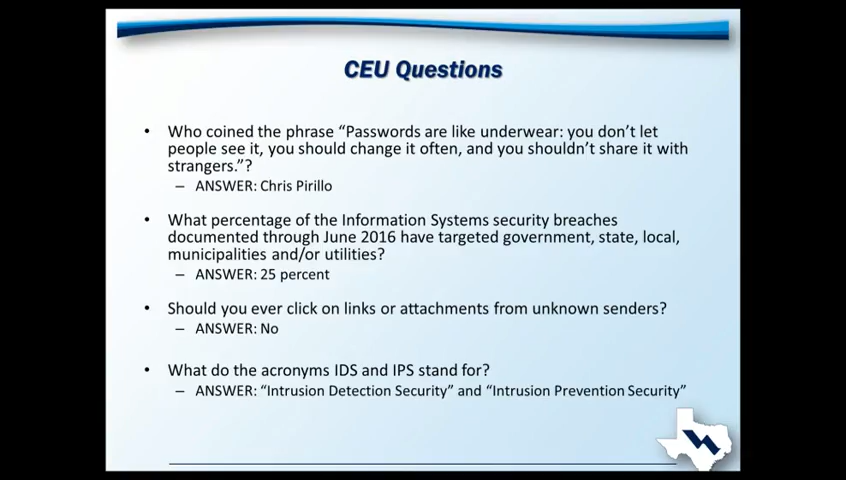 CEU Questions
• Who coined the phrase “Passwords are like underwear: you don’t let
people see it, you should change it often, and you shouldn’t share it with
strangers.”?
– ANSWER: Chris Pirillo
• What percentage of the Information Systems security breaches
documented through June 2016 have targeted government, state, local,
municipalities and/or utilities?
– ANSWER: 25 percent
• Should you ever click on links or attachments from unknown senders?
– ANSWER: No
• What do the acronyms IDS and IPS stand for?
– ANSWER: “Intrusion Detection Security” and “Intrusion Prevention Security”